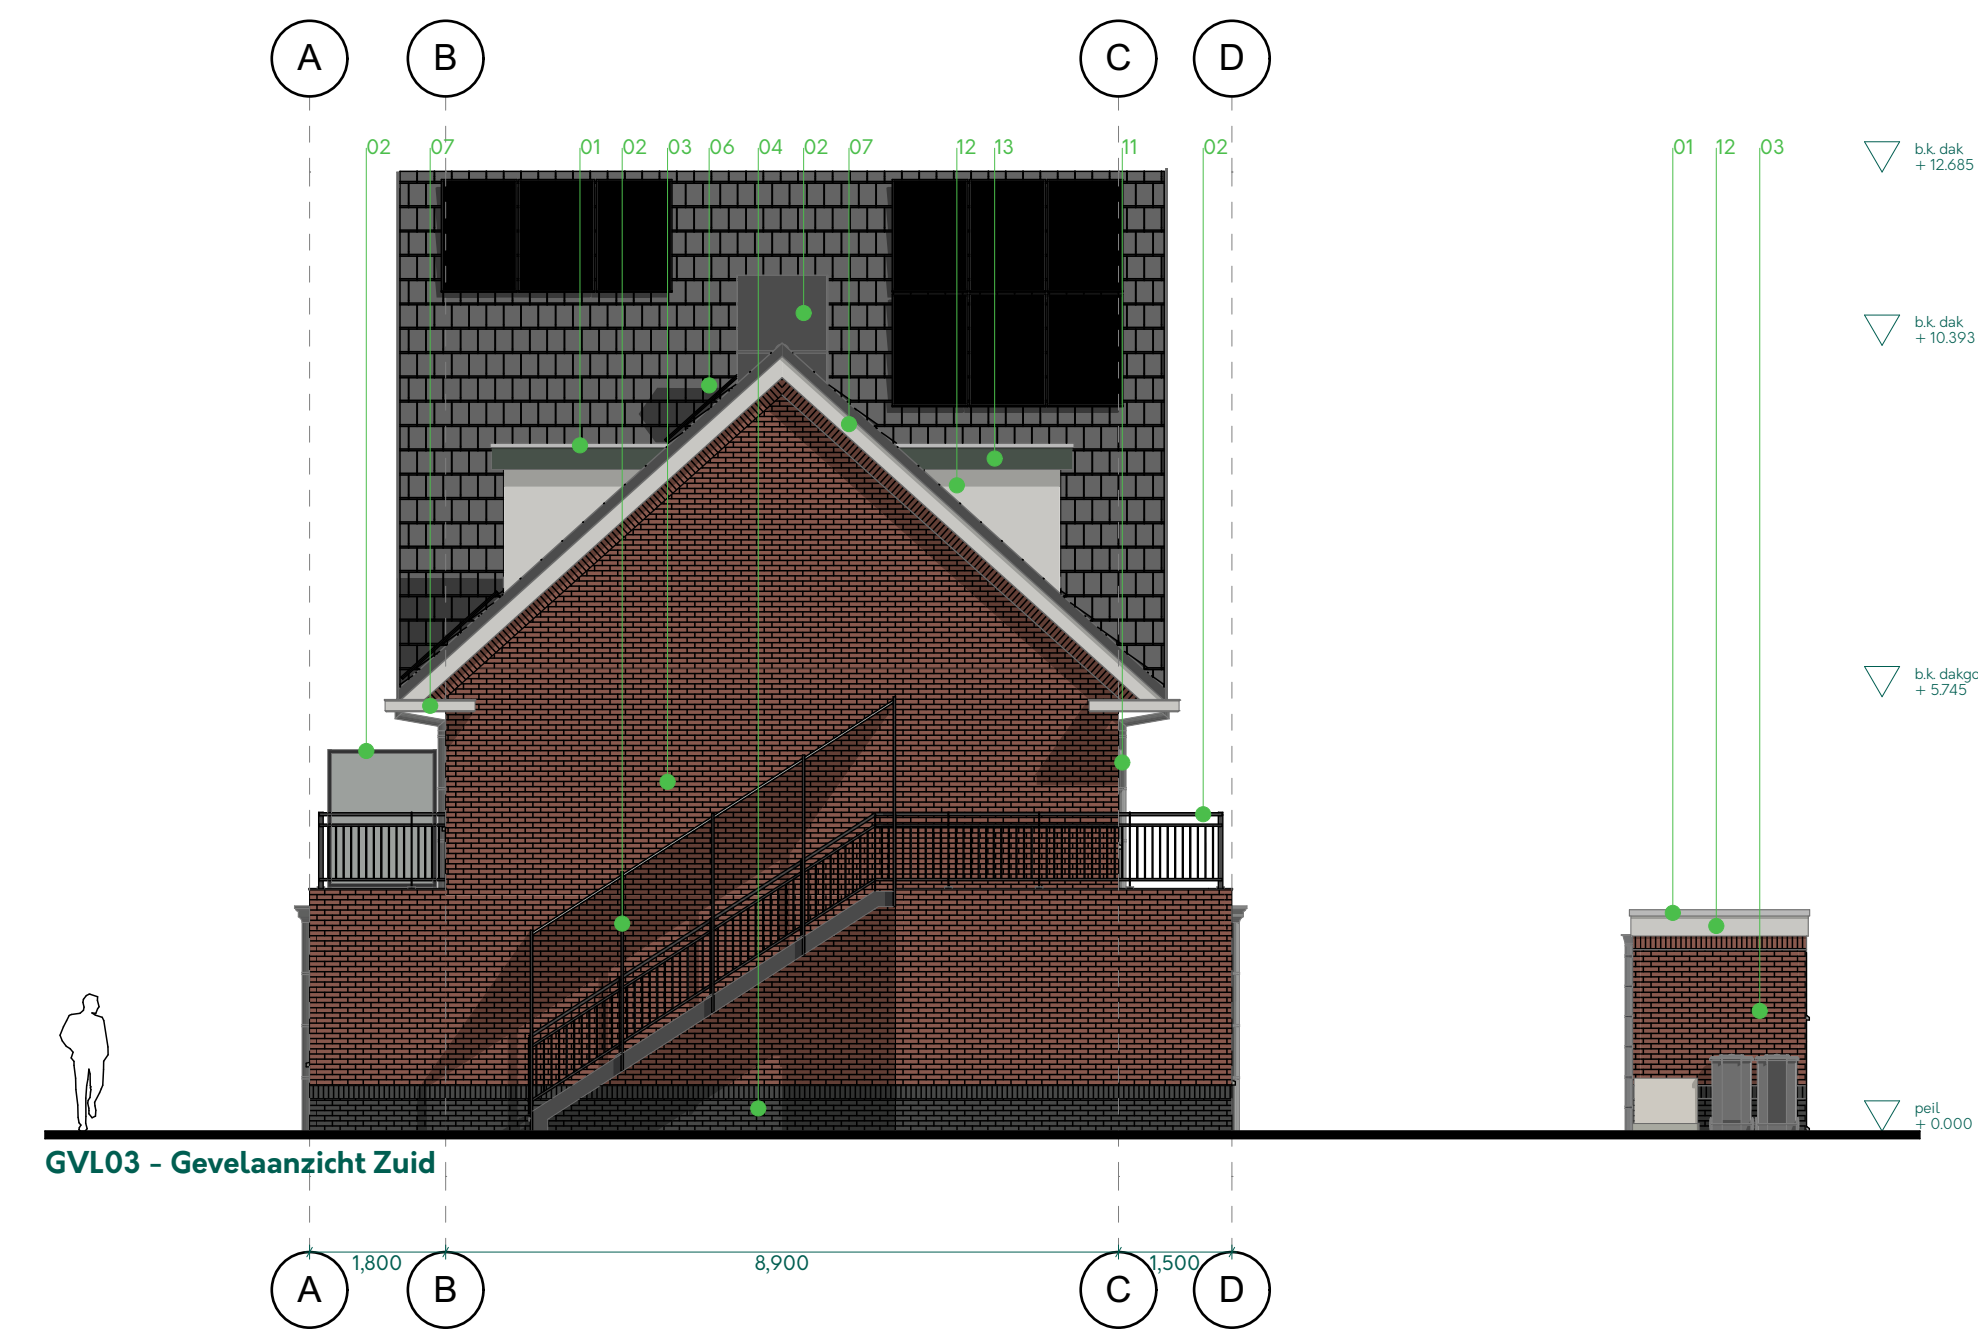 A B C D
02 07 01 02 03 06 04 02 07 12 13 11 02 01 12 03
b.k. dak
+ 12.685
b.k. dak
+ 10.393
b.k. dakgo
+ 5.745
peil
+ 0.000
GVL03 - Gevelaanzicht Zuid
1,800 8,900 1,500
A B C D